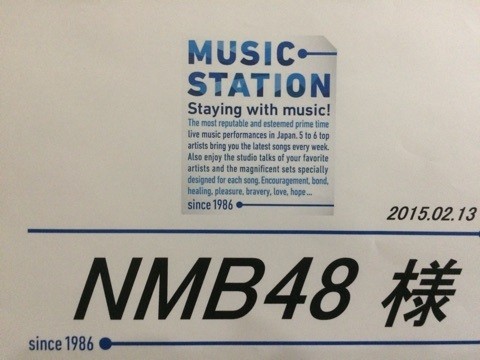 MUSIC
STATION
Staying with music!
The most reputable and esteemed prime time
live music performances in Japan. 5 to 6 top
artists bring you the latest songs every week.
Also enjoy the studio talks of your favorite
artists and the magnificent sets specially
designed for each song. Encouragement, bond,
healing, pleasure, bravery, love, hope ...
since 1986
2015.02.13
NMB48 様
since 1986